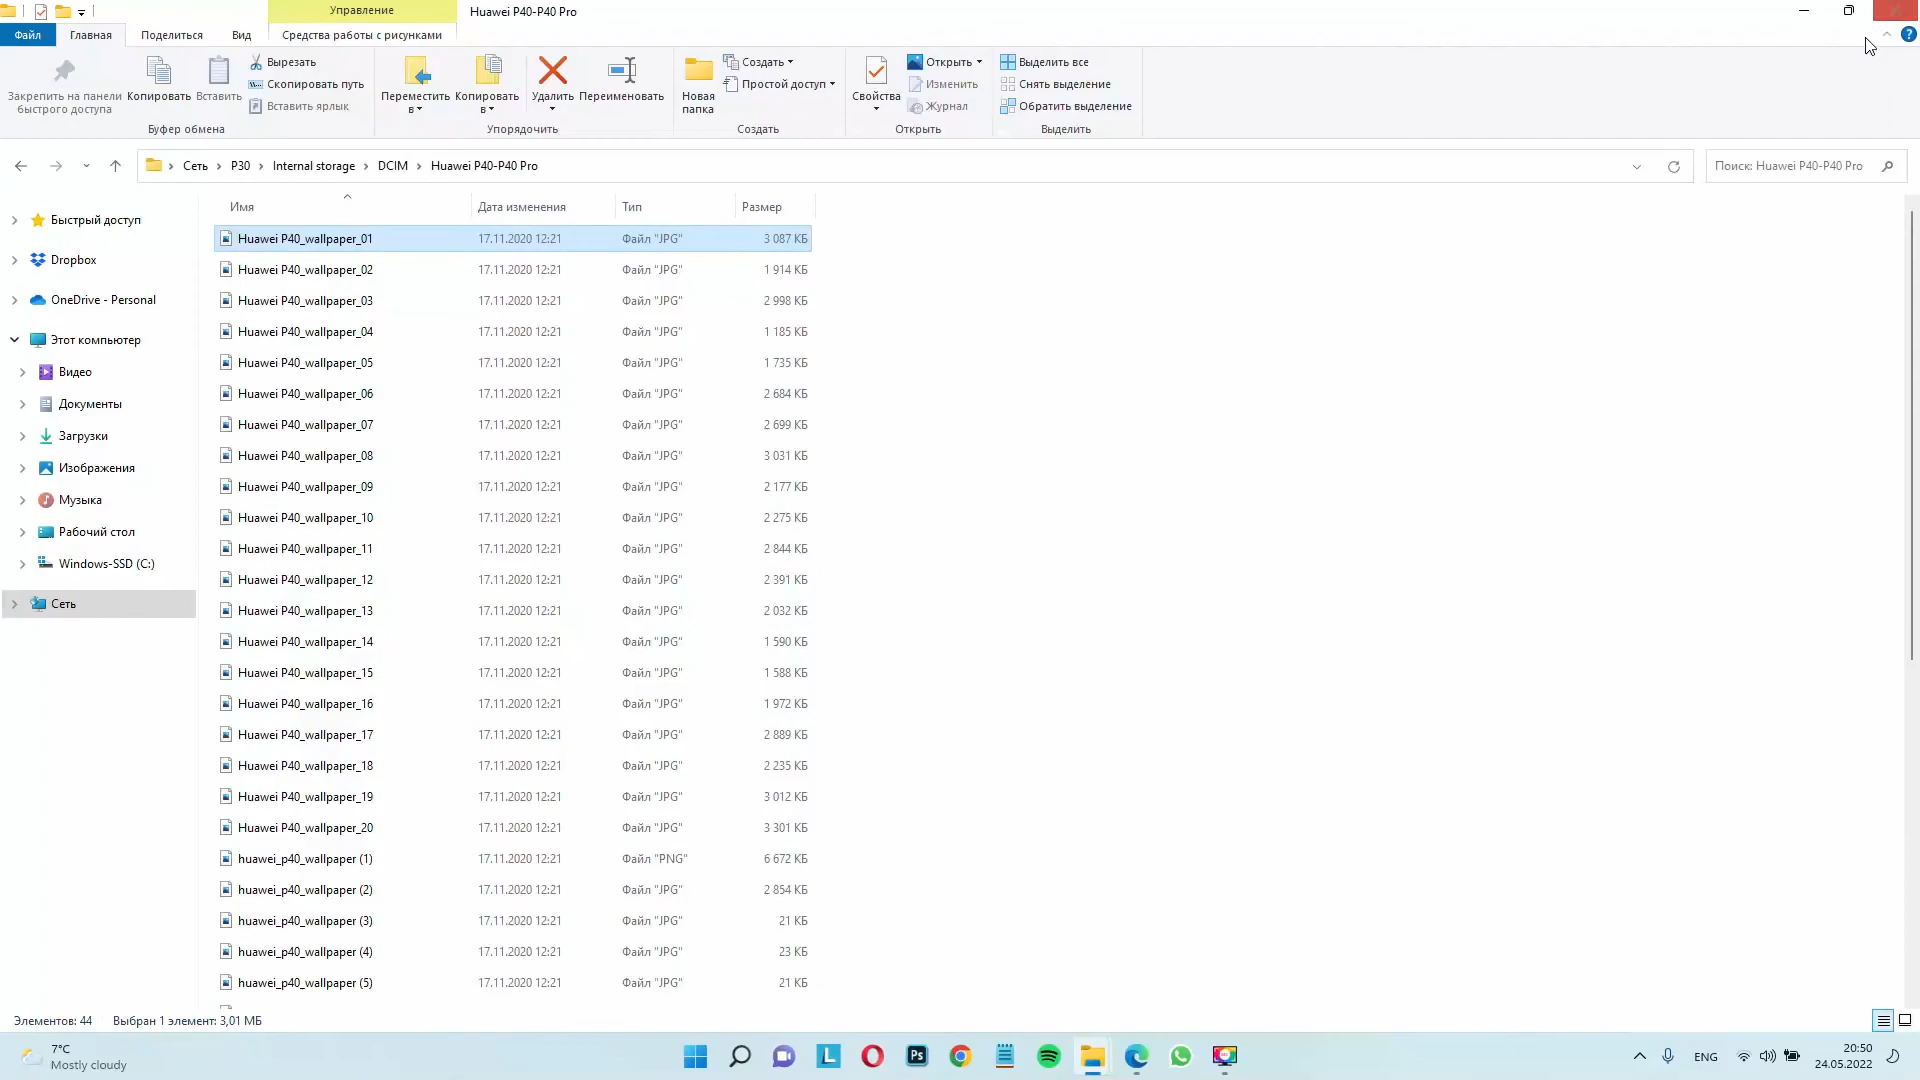 Управление
Huawei P40-P40 Pro
Файл
Главная
Поделиться
Вид
Средства работы с рисунками
Закрепить на панели
быстрого доступа
Копировать
Вставить
Вырезать
Скопировать путь
Вставить ярлык
Буфер обмена
Переместить
в
Копировать
в
Удалить
Переименовать
Упорядочить
Новая
папка
Создать
Простой доступ
Создать
Свойства
Открыть
Изменить
Журнал
Открыть
Выделить все
Снять выделение
Обратить выделение
Выделить
Сеть > P30 > Internal storage > DCIM > Huawei P40-P40 Pro
Поиск: Huawei P40-P40 Pro
Быстрый доступ
Dropbox
OneDrive - Personal
Этот компьютер
Видео
Документы
Загрузки
Изображения
Музыка
Рабочий стол
Windows-SSD (C:)
Сеть
Имя Дата изменения Тип Размер
Huawei P40_wallpaper_01 17.11.2020 12:21 Файл "JPG" 3 087 КБ
Huawei P40_wallpaper_02 17.11.2020 12:21 Файл "JPG" 1 914 КБ
Huawei P40_wallpaper_03 17.11.2020 12:21 Файл "JPG" 2 998 КБ
Huawei P40_wallpaper_04 17.11.2020 12:21 Файл "JPG" 1 185 КБ
Huawei P40_wallpaper_05 17.11.2020 12:21 Файл "JPG" 1 735 КБ
Huawei P40_wallpaper_06 17.11.2020 12:21 Файл "JPG" 2 684 КБ
Huawei P40_wallpaper_07 17.11.2020 12:21 Файл "JPG" 2 699 КБ
Huawei P40_wallpaper_08 17.11.2020 12:21 Файл "JPG" 3 031 КБ
Huawei P40_wallpaper_09 17.11.2020 12:21 Файл "JPG" 2 177 КБ
Huawei P40_wallpaper_10 17.11.2020 12:21 Файл "JPG" 2 275 КБ
Huawei P40_wallpaper_11 17.11.2020 12:21 Файл "JPG" 2 844 КБ
Huawei P40_wallpaper_12 17.11.2020 12:21 Файл "JPG" 2 391 КБ
Huawei P40_wallpaper_13 17.11.2020 12:21 Файл "JPG" 2 032 КБ
Huawei P40_wallpaper_14 17.11.2020 12:21 Файл "JPG" 1 590 КБ
Huawei P40_wallpaper_15 17.11.2020 12:21 Файл "JPG" 1 588 КБ
Huawei P40_wallpaper_16 17.11.2020 12:21 Файл "JPG" 1 972 КБ
Huawei P40_wallpaper_17 17.11.2020 12:21 Файл "JPG" 2 889 КБ
Huawei P40_wallpaper_18 17.11.2020 12:21 Файл "JPG" 2 235 КБ
Huawei P40_wallpaper_19 17.11.2020 12:21 Файл "JPG" 3 012 КБ
Huawei P40_wallpaper_20 17.11.2020 12:21 Файл "JPG" 3 301 КБ
huawei_p40_wallpaper (1) 17.11.2020 12:21 Файл "PNG" 6 672 КБ
huawei_p40_wallpaper (2) 17.11.2020 12:21 Файл "JPG" 2 854 КБ
huawei_p40_wallpaper (3) 17.11.2020 12:21 Файл "JPG" 21 КБ
huawei_p40_wallpaper (4) 17.11.2020 12:21 Файл "JPG" 23 КБ
huawei_p40_wallpaper (5) 17.11.2020 12:21 Файл "JPG" 21 КБ
Элементов: 44 Выбран 1 элемент: 3,01 МБ
7°C
Mostly cloudy
L
Ps
ENG
20:50
24.05.2022